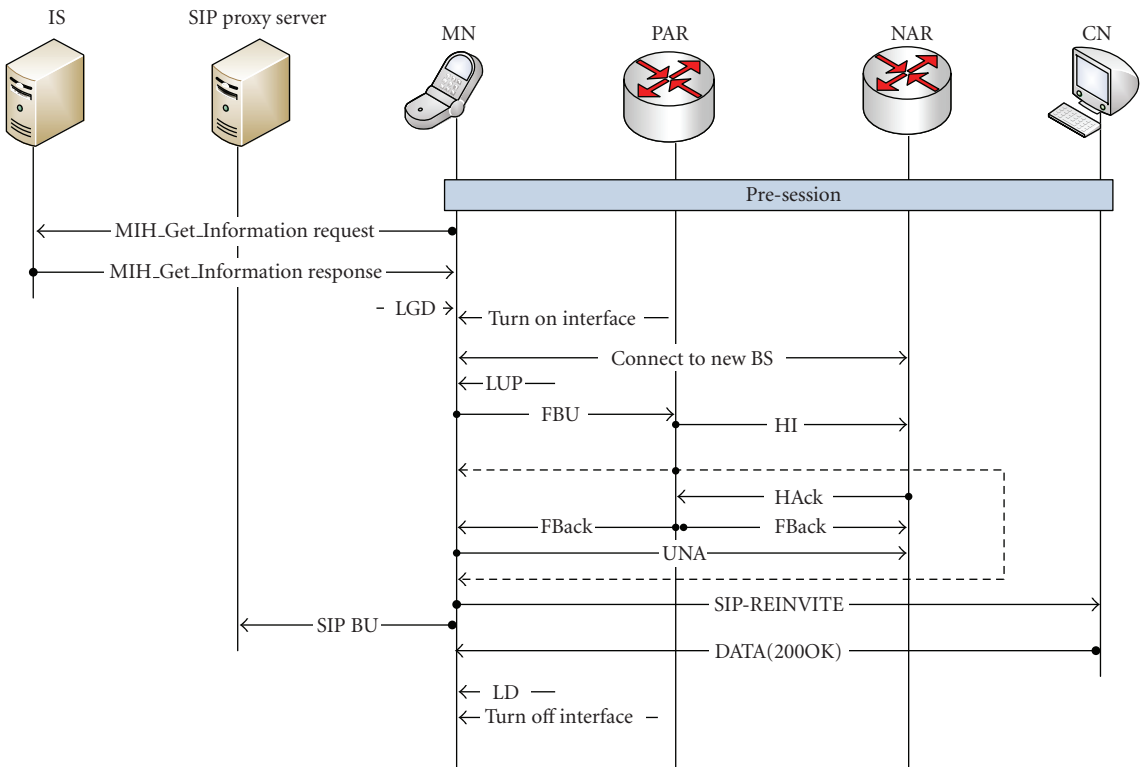 IS
SIP proxy server
MN
PAR
NAR
CN
Pre-session
MIH_Get_Information request
MIH_Get_Information response
LGD
Turn on interface
Connect to new BS
LUP
FBU
HI
HAck
FBack
FBack
UNA
SIP-REINVITE
SIP BU
DATA(200OK)
LD
Turn off interface